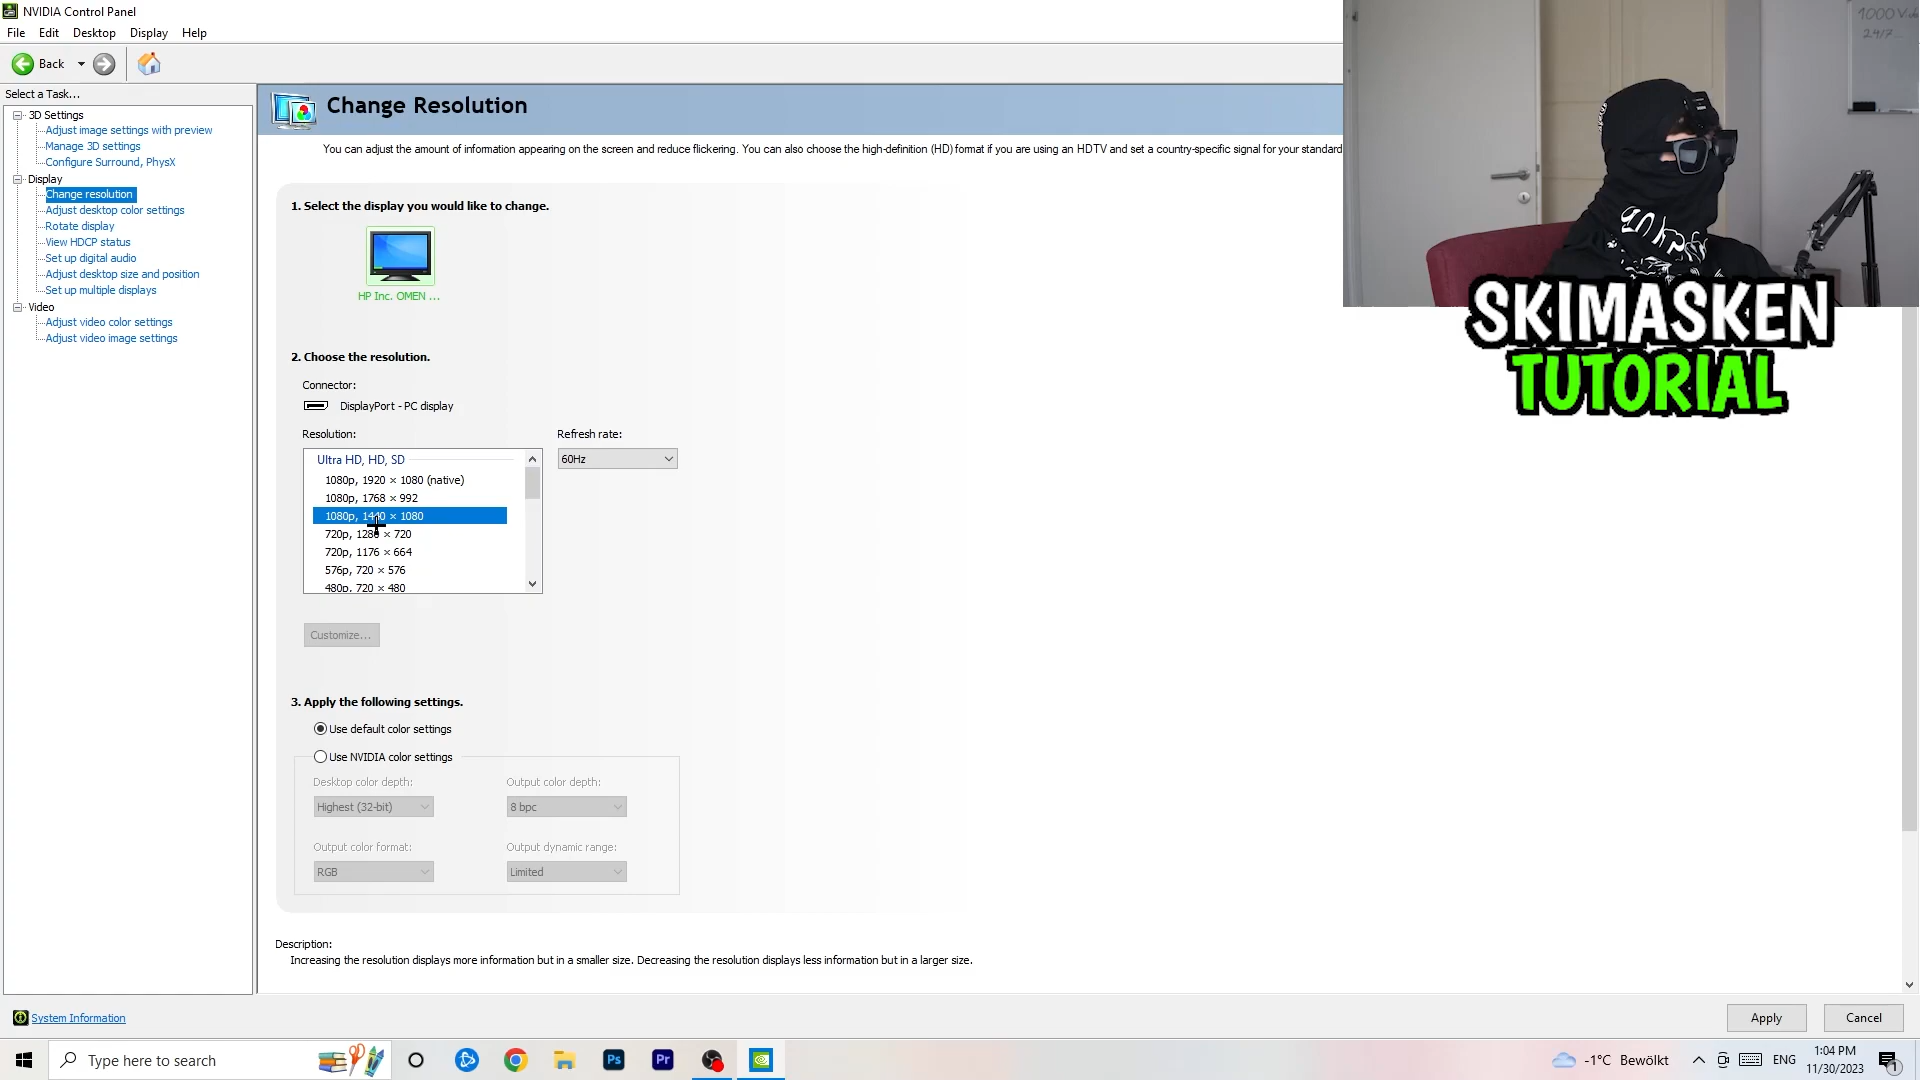 NVIDIA Control Panel
File Edit Desktop Display Help
Back
Select a Task...
3D Settings
Adjust image settings with preview
Manage 3D settings
Configure Surround, PhysX
Display
Change resolution
Adjust desktop color settings
Rotate display
View HDCP status
Set up digital audio
Adjust desktop size and position
Set up multiple displays
Video
Adjust video color settings
Adjust video image settings
Change Resolution
You can adjust the amount of information appearing on the screen and reduce flickering. You can also choose the high-definition (HD) format if you are using an HDTV and set a country-specific signal for your standard
1. Select the display you would like to change.
HP Inc. OMEN ...
2. Choose the resolution.
Connector:
DisplayPort - PC display
Resolution:
Refresh rate:
Ultra HD, HD, SD
60Hz
1080p, 1920 × 1080 (native)
1080p, 1768 × 992
1080p, 1440 × 1080
720p, 1280 × 720
720p, 1176 × 664
576p, 720 × 576
480p, 720 × 480
Customize...
3. Apply the following settings.
Use default color settings
Use NVIDIA color settings
Desktop color depth:
Output color depth:
Highest (32-bit)
8 bpc
Output color format:
Output dynamic range:
RGB
Limited
Description:
Increasing the resolution displays more information but in a smaller size. Decreasing the resolution displays less information but in a larger size.
1000
24/7
SKIMASKEN
TUTORIAL
System Information
Apply
Cancel
Type here to search
Ps
Pr
-1°C Bewölkt
ENG
1:04 PM
11/30/2023
1